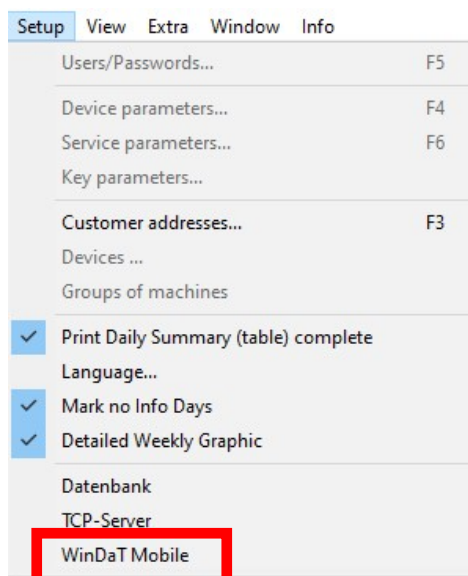 Setup View Extra Window Info
Users/Passwords... F5
Device parameters... F4
Service parameters... F6
Key parameters...
Customer addresses... F3
Devices ...
Groups of machines
Print Daily Summary (table) complete
Language...
Mark no Info Days
Detailed Weekly Graphic
Datenbank
TCP-Server
WinDaT Mobile